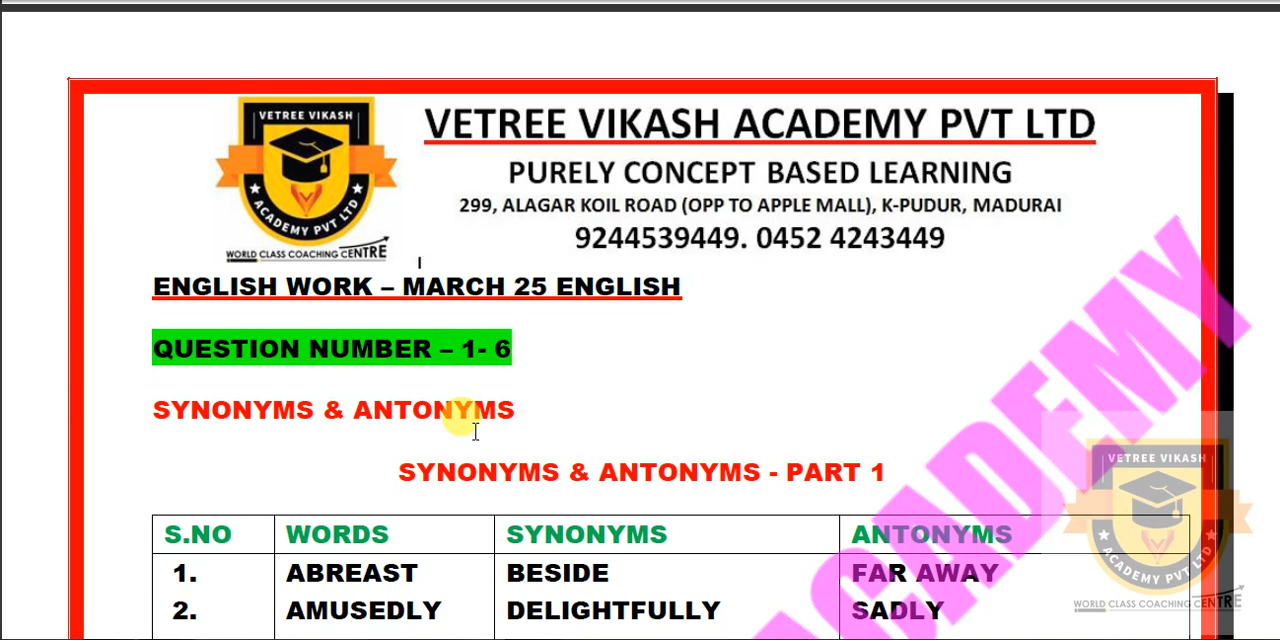 VETREE VIKASH
ACADEMY PVT LTD
WORLD CLASS COACHING CENTRE
VETREE VIKASH ACADEMY PVT LTD
PURELY CONCEPT BASED LEARNING
299, ALAGAR KOIL ROAD (OPP TO APPLE MALL), K-PUDUR, MADURAI
9244539449. 0452 4243449
ENGLISH WORK – MARCH 25 ENGLISH
QUESTION NUMBER – 1- 6
SYNONYMS & ANTONYMS
SYNONYMS & ANTONYMS - PART 1
S.NO WORDS SYNONYMS ANTONYMS
1. ABREAST BESIDE FAR AWAY
2. AMUSEDLY DELIGHTFULLY SADLY
ACADEMY
VETREE VIKASH
ACADEMY PVT LTD
WORLD CLASS COACHING CENTRE